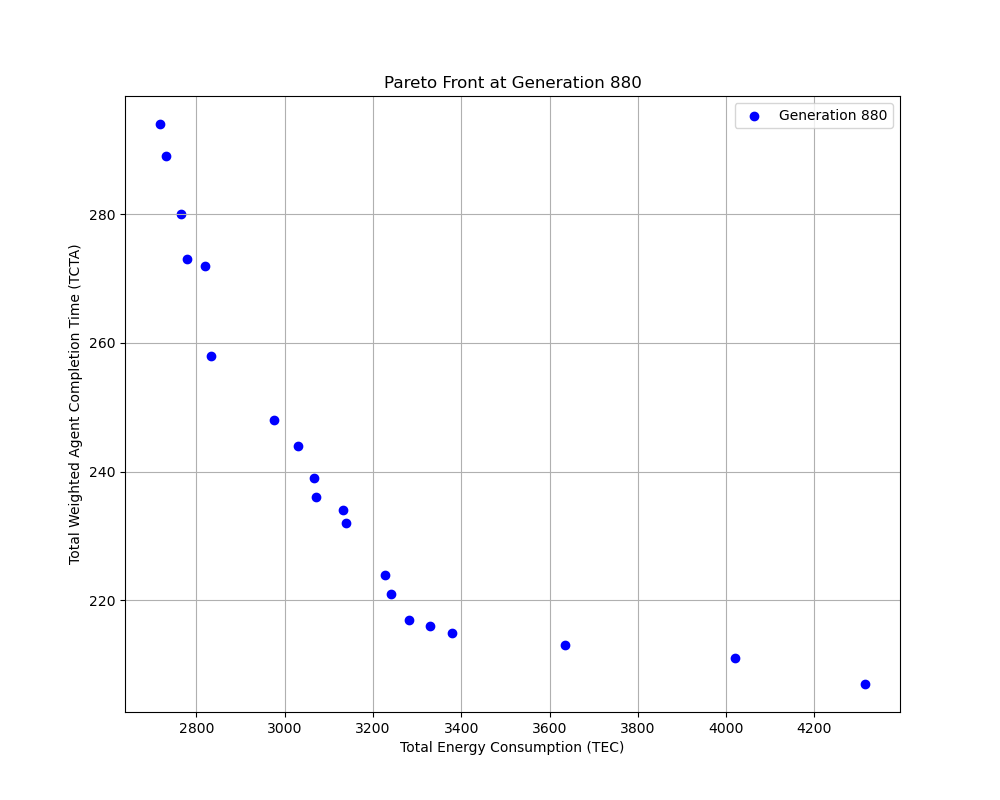 Pareto Front at Generation 880
Generation 880
Total Weighted Agent Completion Time (TCTA)
280
260
240
220
2800 3000 3200 3400 3600 3800 4000 4200
Total Energy Consumption (TEC)